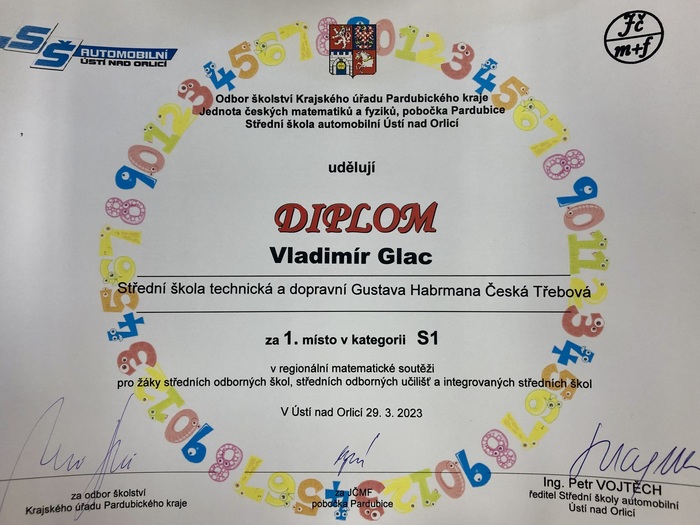 SŠ AUTOMOBILNÍ
ÚSTÍ NAD ORLICÍ
Jč
m+f
Odbor školství Krajského úřadu Pardubického kraje
Jednota českých matematiků a fyziků, pobočka Pardubice
Střední škola automobilní Ústí nad Orlicí
udělují
DIPLOM
Vladimír Glac
Střední škola technická a dopravní Gustava Habrmana Česká Třebová
za 1. místo v kategorii S1
v regionální matematické soutěži
pro žáky středních odborných škol, středních odborných učilišť a integrovaných středních škol
V Ústí nad Orlicí 29. 3. 2023
za odbor školství
Krajského úřadu Pardubického kraje
za JČMF
pobočka Pardubice
Ing. Petr VOJTĚCH
ředitel Střední školy automobilní
Ústí nad Orlicí